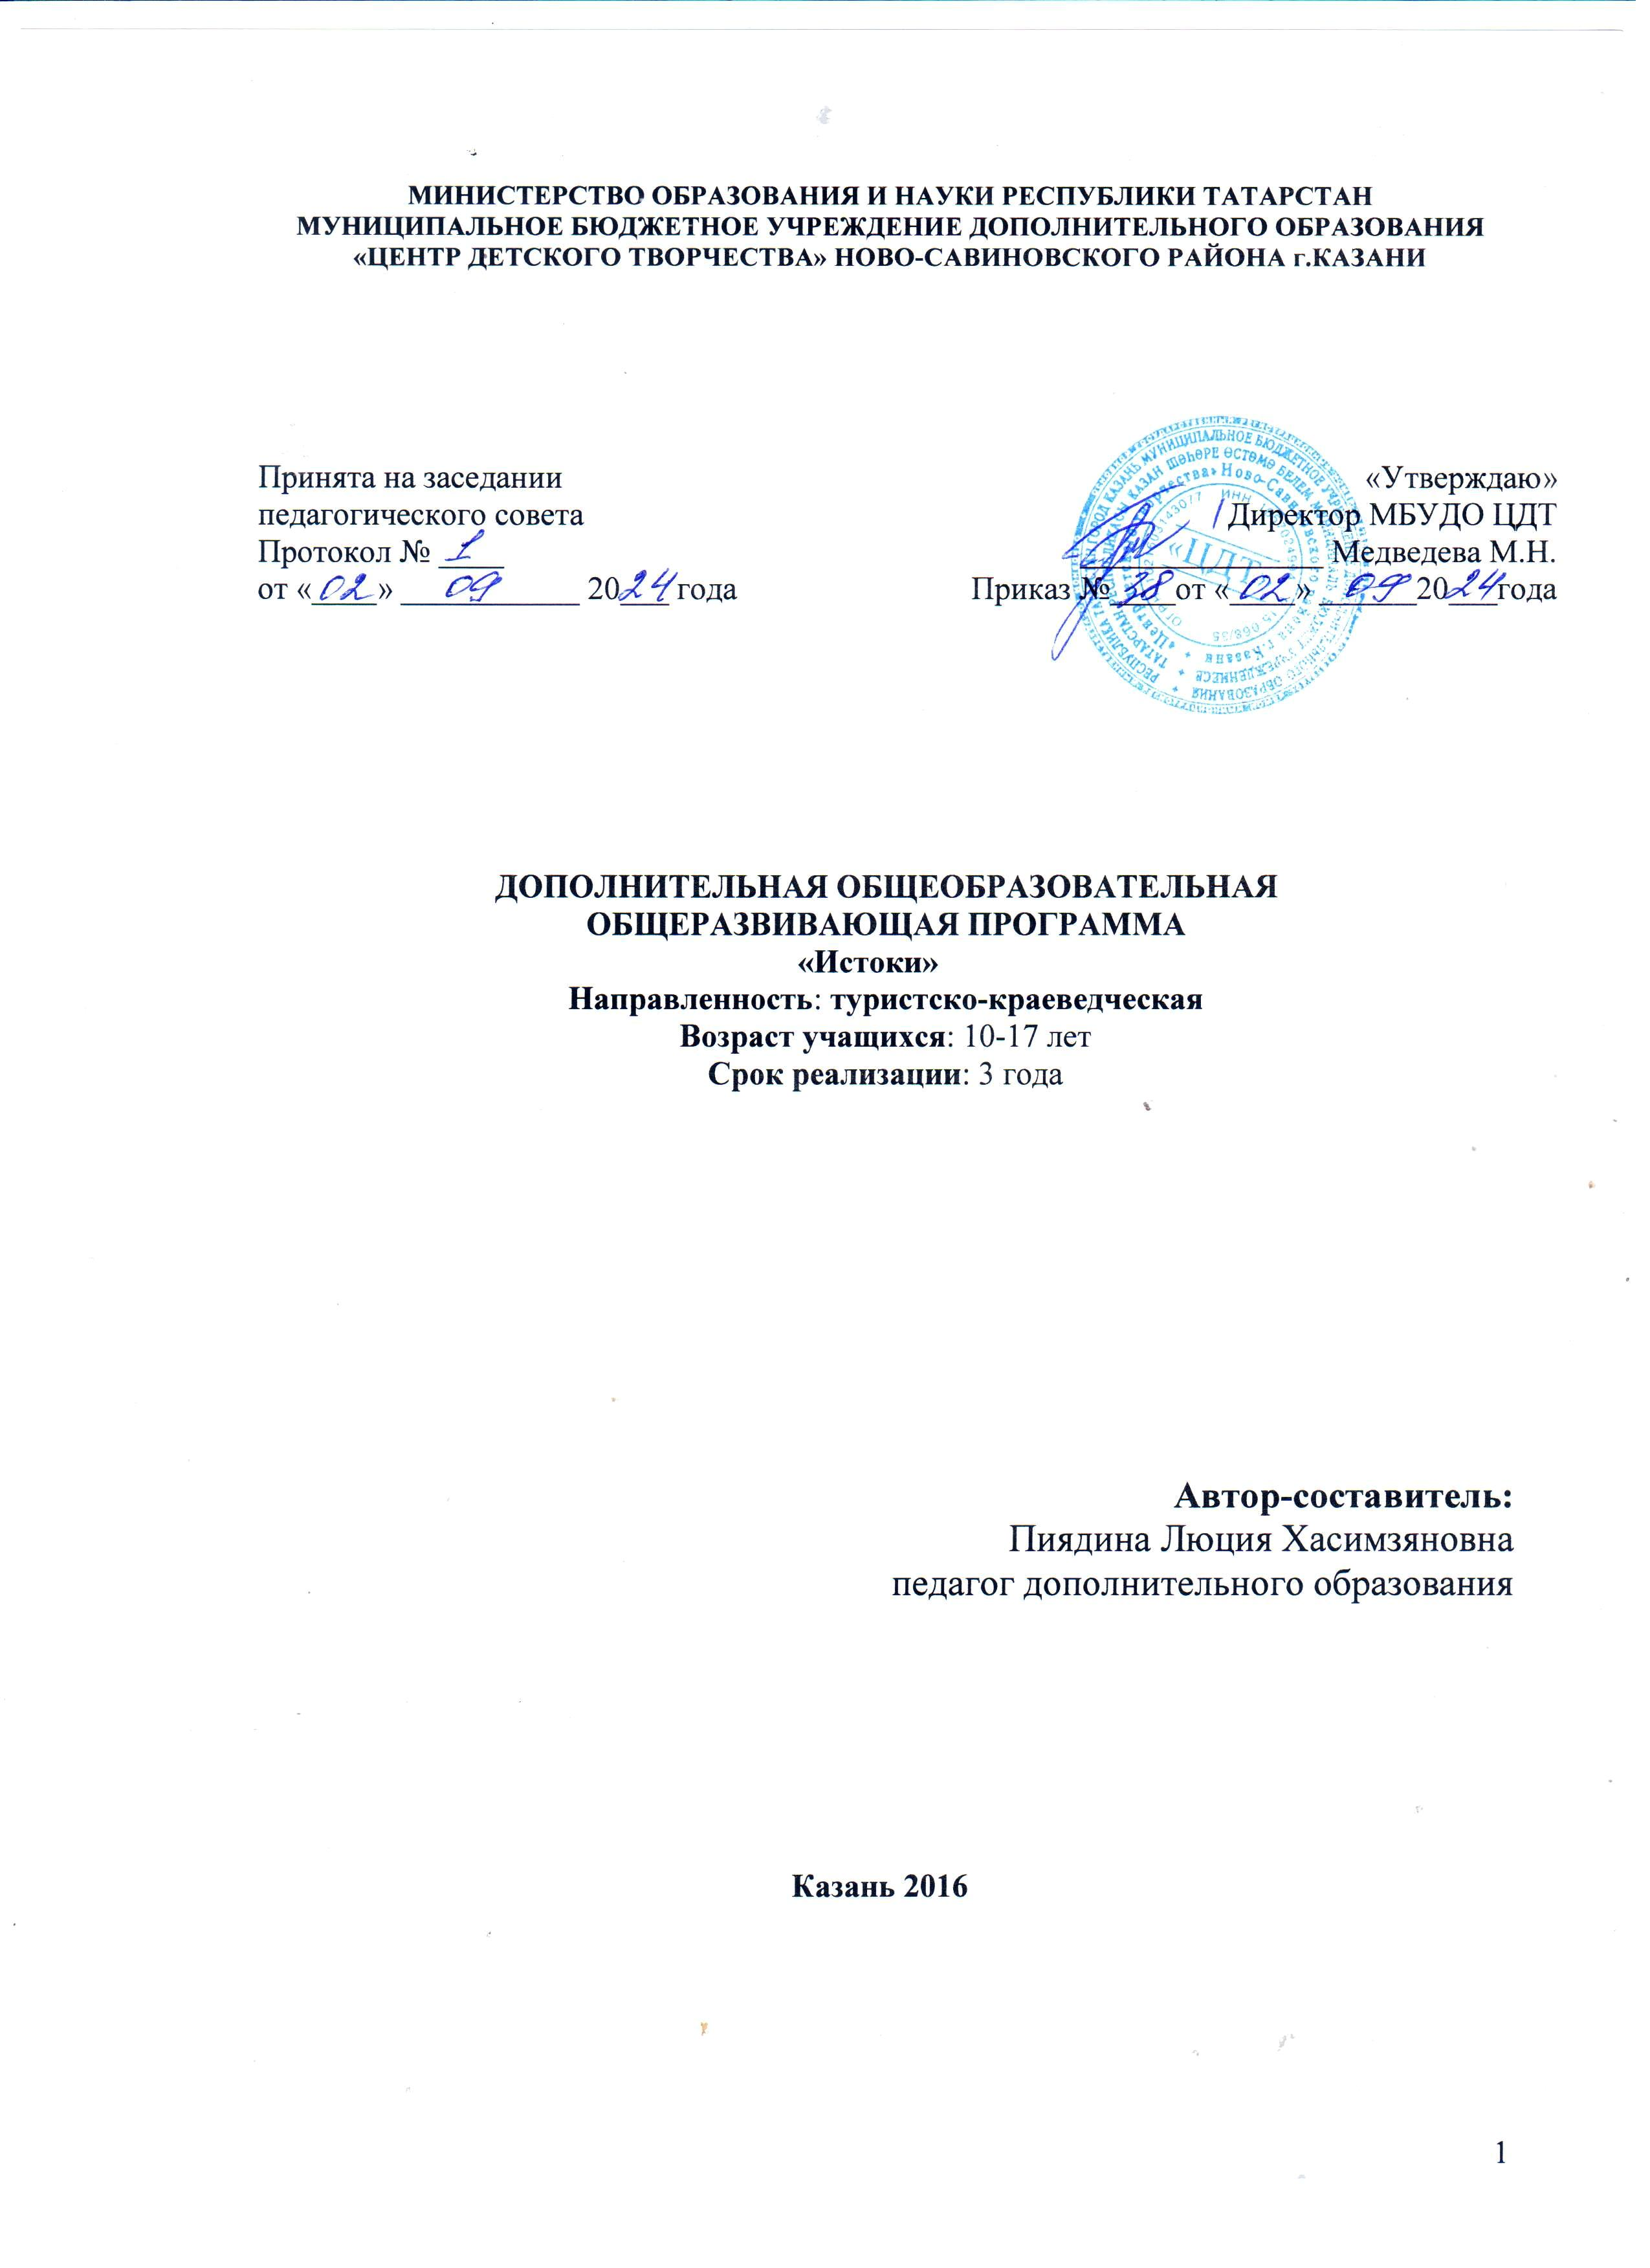 МИНИСТЕРСТВО ОБРАЗОВАНИЯ И НАУКИ РЕСПУБЛИКИ ТАТАРСТАН
МУНИЦИПАЛЬНОЕ БЮДЖЕТНОЕ УЧРЕЖДЕНИЕ ДОПОЛНИТЕЛЬНОГО ОБРАЗОВАНИЯ
«ЦЕНТР ДЕТСКОГО ТВОРЧЕСТВА» НОВО-САВИНОВСКОГО РАЙОНА г.КАЗАНИ
Принята на заседании
педагогического совета
Протокол № 1
от «02» 09 2024 года
«Утверждаю»
Директор МБУДО ЦДТ
Медведева М.Н.
Приказ № 38 от «02» 09 2024 года
«ЦДТ»
ДОПОЛНИТЕЛЬНАЯ ОБЩЕОБРАЗОВАТЕЛЬНАЯ
ОБЩЕРАЗВИВАЮЩАЯ ПРОГРАММА
«Истоки»
Направленность: туристско-краеведческая
Возраст учащихся: 10-17 лет
Срок реализации: 3 года
Автор-составитель:
Пиядина Люция Хасимзяновна
педагог дополнительного образования
Казань 2016
1